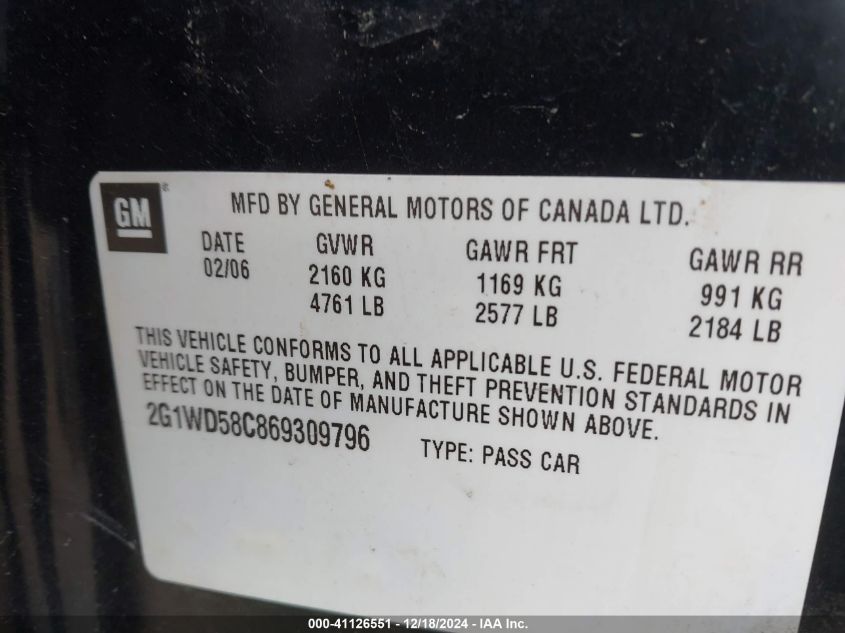 GM ®
MFD BY GENERAL MOTORS OF CANADA LTD.
DATE GVWR GAWR FRT GAWR RR
02/06 2160 KG 1169 KG 991 KG
4761 LB 2577 LB 2184 LB
THIS VEHICLE CONFORMS TO ALL APPLICABLE U.S. FEDERAL MOTOR
VEHICLE SAFETY, BUMPER, AND THEFT PREVENTION STANDARDS IN
EFFECT ON THE DATE OF MANUFACTURE SHOWN ABOVE.
2G1WD58C869309796 TYPE: PASS CAR
000-41126551 - 12/18/2024 - IAA Inc.